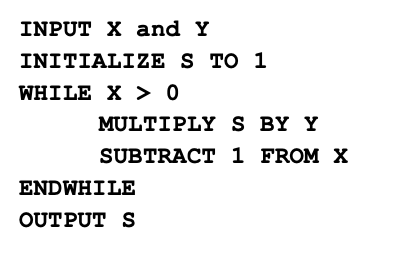 INPUT X and Y
INITIALIZE S TO 1
WHILE X > 0
MULTIPLY S BY Y
SUBTRACT 1 FROM X
ENDWHILE
OUTPUT S